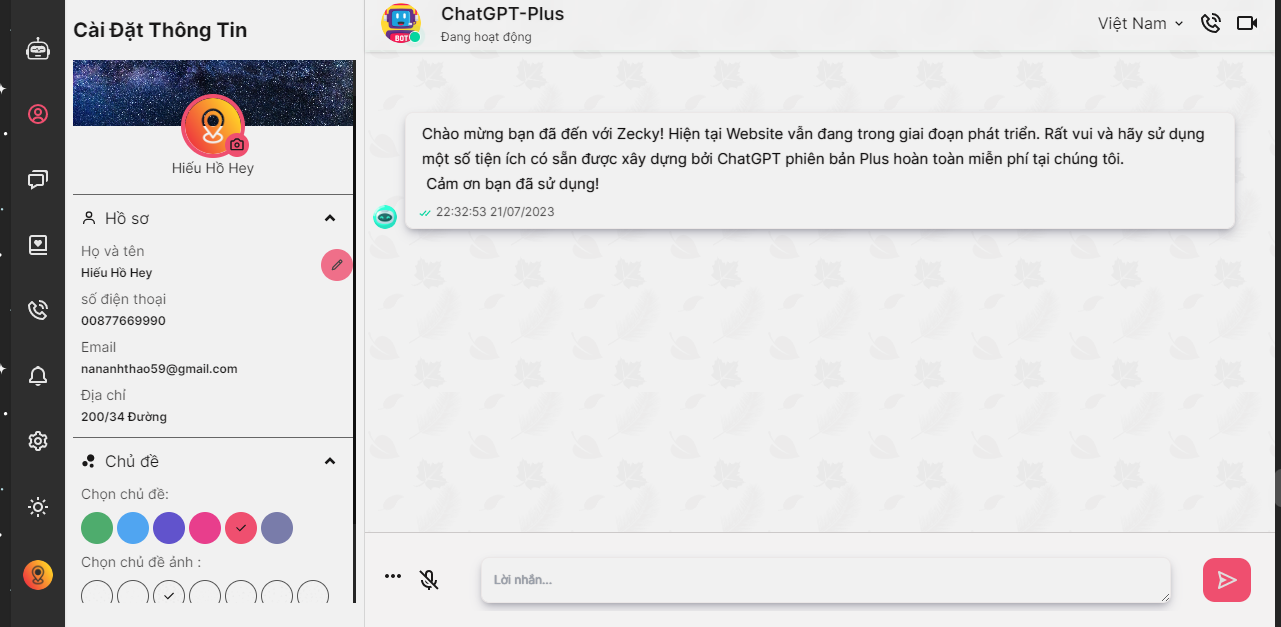 Cài Đặt Thông Tin
Hiếu Hồ Hey
Hồ sơ
Họ và tên
Hiếu Hồ Hey
số điện thoại
00877669990
Email
nananhthao59@gmail.com
Địa chỉ
200/34 Đường
Chủ đề
Chọn chủ đề:
Chọn chủ đề ảnh :
BOT
ChatGPT-Plus
Đang hoạt động
Việt Nam
Chào mừng bạn đã đến với Zecky! Hiện tại Website vẫn đang trong giai đoạn phát triển. Rất vui và hãy sử dụng
một số tiện ích có sẵn được xây dựng bởi ChatGPT phiên bản Plus hoàn toàn miễn phí tại chúng tôi.
Cảm ơn bạn đã sử dụng!
22:32:53 21/07/2023
Lời nhắn...